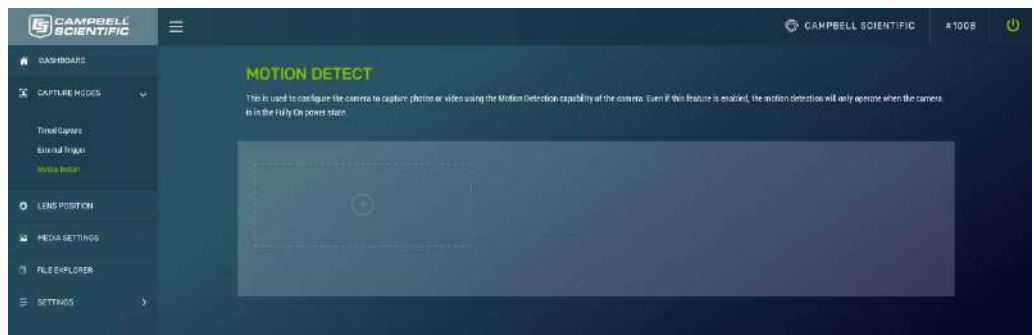 CAMPBELL
SCIENTIFIC
CAMPBELL SCIENTIFIC
#1008
DASHBOARD
CAPTURE MODES
Timed Capture
External Trigger
Motion Detect
LENS POSITION
MEDIA SETTINGS
FILE EXPLORER
SETTINGS
MOTION DETECT
This is used to configure the camera to capture photos or video using the Motion Detection capability of the camera. Even if this feature is enabled, the motion detection will only operate when the camera
is in the Fully On power state.